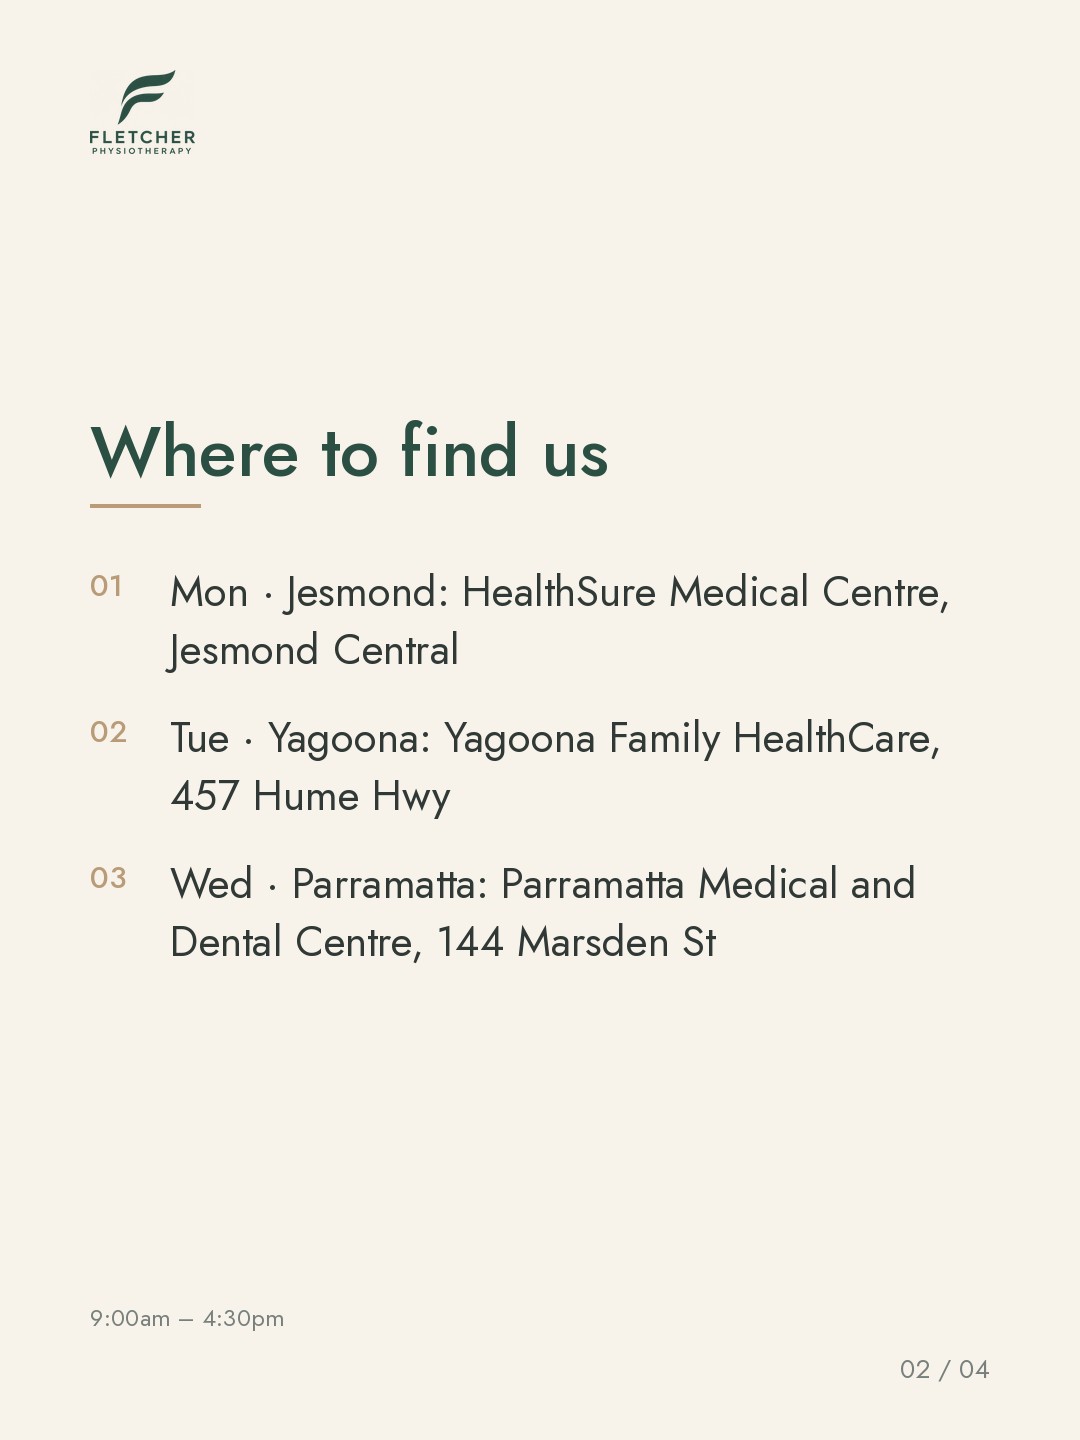 FLETCHER
PHYSIOTHERAPY
Where to find us
01 Mon · Jesmond: HealthSure Medical Centre,
Jesmond Central
02 Tue · Yagoona: Yagoona Family HealthCare,
457 Hume Hwy
03 Wed · Parramatta: Parramatta Medical and
Dental Centre, 144 Marsden St
9:00am – 4:30pm
02 / 04